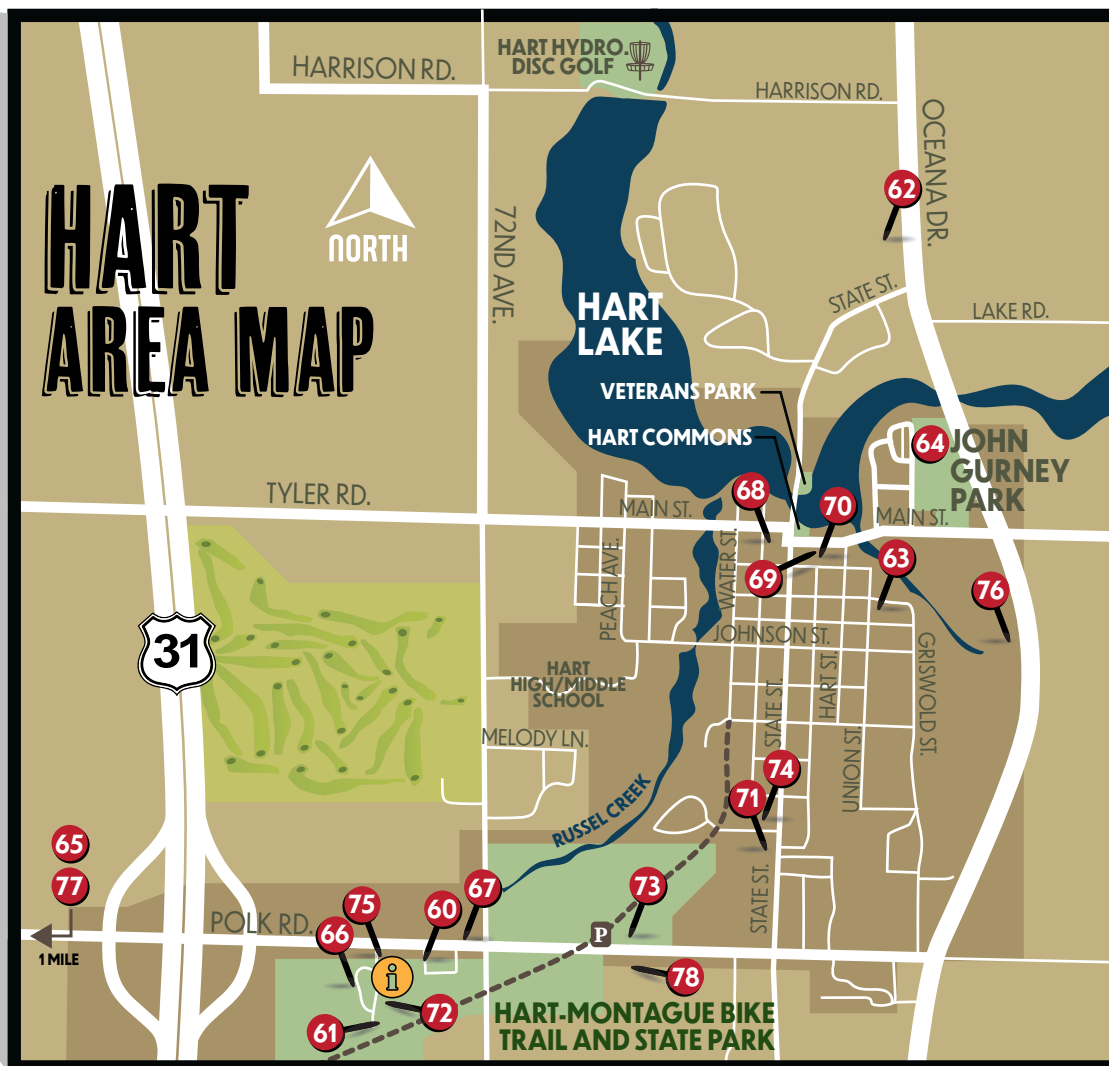 HART HYDRO.
DISC GOLF
HARRISON RD.
HARRISON RD.
OCEANA DR.
62
HART
AREA MAP
NORTH
72ND AVE.
HART
LAKE
STATE ST.
LAKE RD.
VETERANS PARK
HART COMMONS
64
JOHN
GURNEY
PARK
TYLER RD.
MAIN ST.
68
70
MAIN ST.
69
63
76
WATER ST.
PEACH AVE.
31
JOHNSON ST.
HART
HIGH/MIDDLE
SCHOOL
STATE ST.
HART ST.
GRISWOLD ST.
UNION ST.
MELODY LN.
74
71
RUSSEL CREEK
65
77
1 MILE
POLK RD.
75
66
60
67
73
P
STATE ST.
i
72
61
78
HART-MONTAGUE BIKE
TRAIL AND STATE PARK